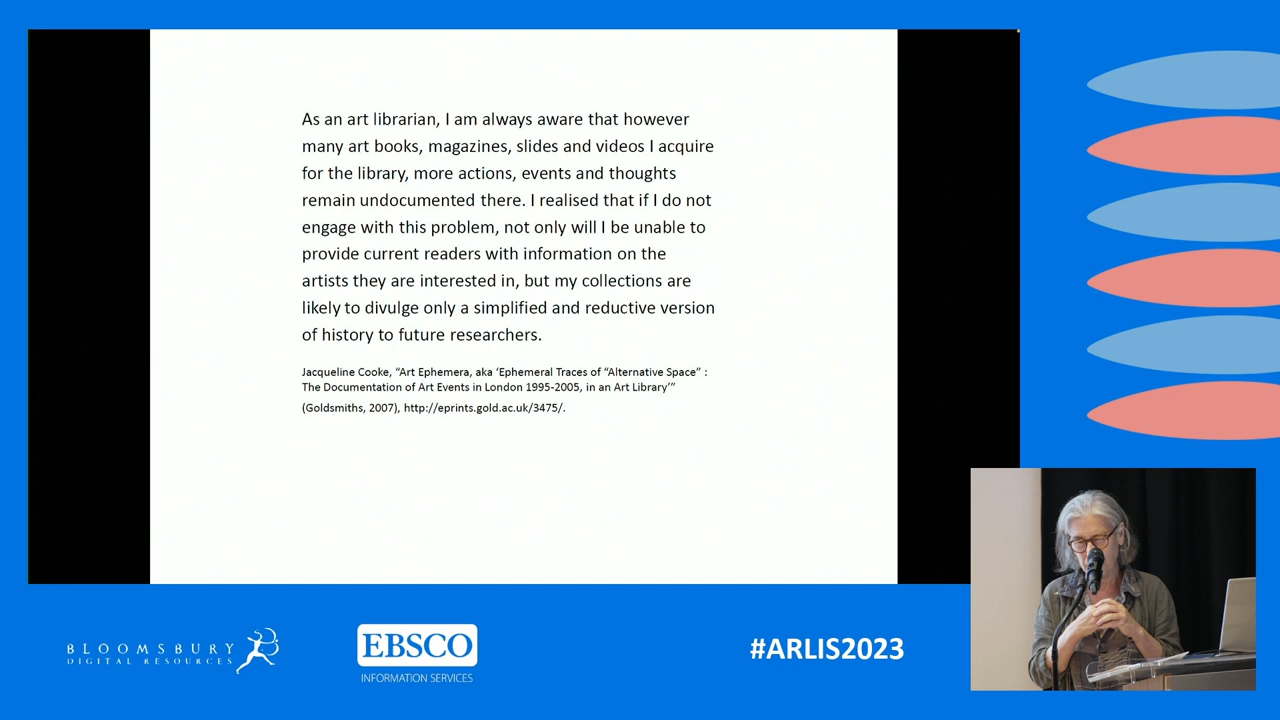 As an art librarian, I am always aware that however
many art books, magazines, slides and videos I acquire
for the library, more actions, events and thoughts
remain undocumented there. I realised that if I do not
engage with this problem, not only will I be unable to
provide current readers with information on the
artists they are interested in, but my collections are
likely to divulge only a simplified and reductive version
of history to future researchers.
Jacqueline Cooke, “Art Ephemera, aka ‘Ephemeral Traces of “Alternative Space” :
The Documentation of Art Events in London 1995-2005, in an Art Library’”
(Goldsmiths, 2007), http://eprints.gold.ac.uk/3475/.
BLOOMSBURY
DIGITAL RESOURCES
EBSCO
INFORMATION SERVICES
#ARLIS2023